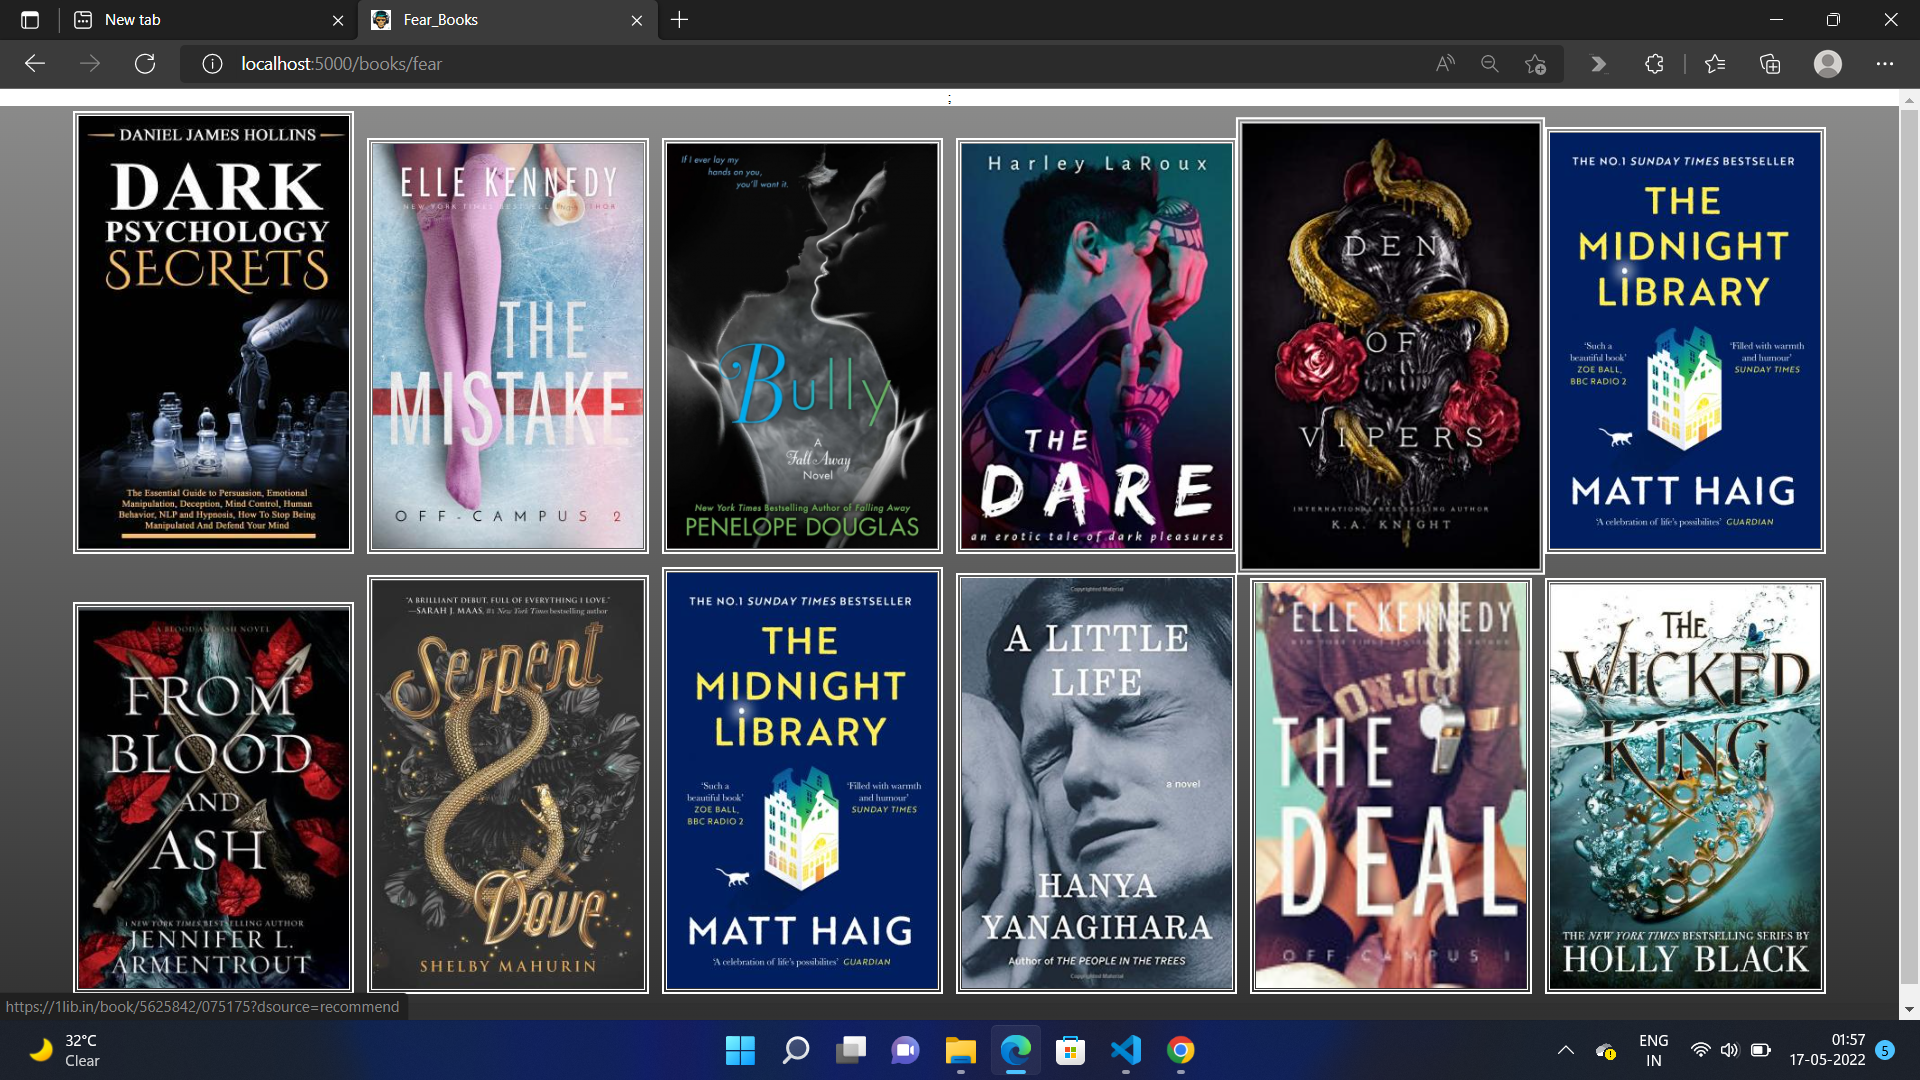 New tab
Fear_Books
localhost:5000/books/fear
;
DANIEL JAMES HOLLINS
DARK
PSYCHOLOGY
SECRETS
The Essential Guide to Persuasion, Emotional
Manipulation, Deception, Mind Control, Human
Behavior, NLP and Hypnosis, How To Stop Being
Manipulated And Defend Your Mind
ELLE KENNEDY
THE
MISTAKE
OFF-CAMPUS 2
If I ever lay my
hands on you,
you'll want it.
Bully
A
Fall Away
Novel
New York Times Bestselling Author of Falling Away
PENELOPE DOUGLAS
Harley LaRoux
THE
DARE
an erotic tale of dark pleasures
DEN
OF
VIPERS
INTERNATIONAL BESTSELLING AUTHOR
K.A. KNIGHT
THE NO.1 SUNDAY TIMES BESTSELLER
THE
MIDNIGHT
LIBRARY
'Such a
beautiful book'
ZOE BALL,
BBC RADIO 2
'Filled with warmth
and humour'
SUNDAY TIMES
MATT HAIG
'A celebration of life's possibilites' GUARDIAN
A BLOOD AND ASH NOVEL
FROM
BLOOD
AND
ASH
1 NEW YORK TIMES BESTSELLING AUTHOR
JENNIFER L.
ARMENTROUT
"A BRILLIANT DEBUT, FULL OF EVERYTHING I LOVE."
—SARAH J. MAAS, #1 New York Times bestselling author
Serpent
&
Dove
SHELBY MAHURIN
THE NO.1 SUNDAY TIMES BESTSELLER
THE
MIDNIGHT
LIBRARY
'Such a
beautiful book'
ZOE BALL,
BBC RADIO 2
'Filled with warmth
and humour'
SUNDAY TIMES
MATT HAIG
'A celebration of life's possibilites' GUARDIAN
Copyrighted Material
A LITTLE
LIFE
a novel
HANYA
YANAGIHARA
Author of THE PEOPLE IN THE TREES
Copyrighted Material
ELLE KENNEDY
THE
DEAL
OFF-CAMPUS 1
THE
WICKED
KING
THE NEW YORK TIMES BESTSELLING SERIES BY
HOLLY BLACK
https://1lib.in/book/5625842/075175?dsource=recommend
32°C
Clear
ENG
IN
01:57
17-05-2022
5